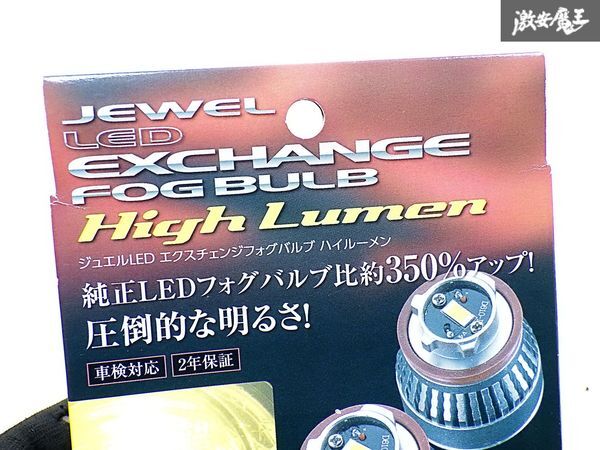 激安魔王
JEWEL
LED
EXCHANGE
FOG BULB
High Lumen
ジュエルLED エクスチェンジフォグバルブ ハイルーメン
純正LEDフォグバルブ比約350%アップ!
圧倒的な明るさ!
車検対応 2年保証